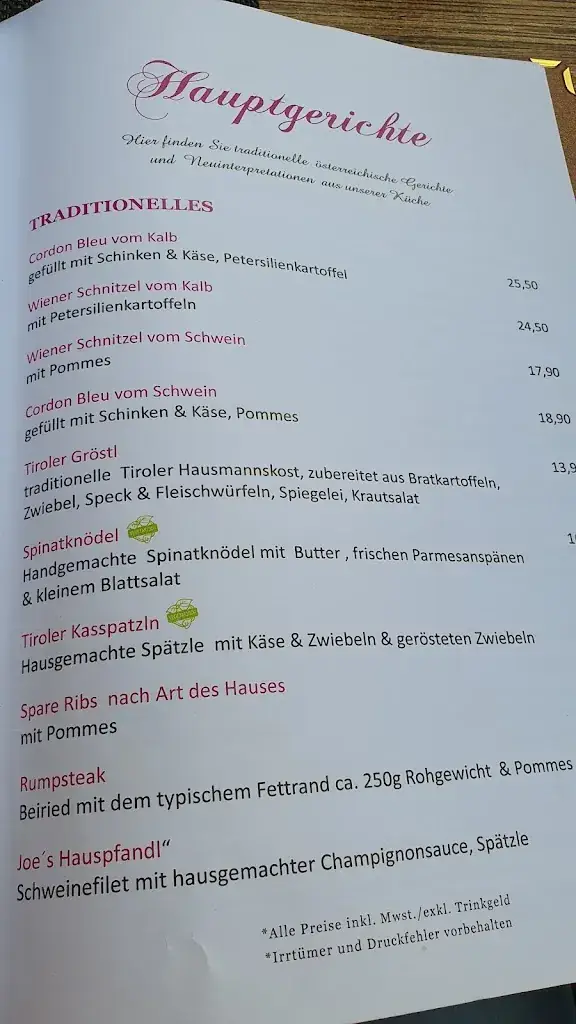 Hauptgerichte
Hier finden Sie traditionelle österreichische Gerichte
und Neuinterpretationen aus unserer Küche
TRADITIONELLES
Cordon Bleu vom Kalb
gefüllt mit Schinken & Käse, Petersilienkartoffel 25,50
Wiener Schnitzel vom Kalb
mit Petersilienkartoffeln 24,50
Wiener Schnitzel vom Schwein
mit Pommes 17,90
Cordon Bleu vom Schwein
gefüllt mit Schinken & Käse, Pommes 18,90
Tiroler Gröstl
traditionelle Tiroler Hausmannskost, zubereitet aus Bratkartoffeln, 13,9
Zwiebel, Speck & Fleischwürfeln, Spiegelei, Krautsalat
Spinatknödel
Handgemachte Spinatknödel mit Butter , frischen Parmesanspänen
& kleinem Blattsalat
Tiroler Kasspatzln
Hausgemachte Spätzle mit Käse & Zwiebeln & gerösteten Zwiebeln
Spare Ribs nach Art des Hauses
mit Pommes
Rumpsteak
Beiried mit dem typischem Fettrand ca. 250g Rohgewicht & Pommes
Joe´s Hauspfandl“
Schweinefilet mit hausgemachter Champignonsauce, Spätzle
*Alle Preise inkl. Mwst./exkl. Trinkgeld
*Irrtümer und Druckfehler vorbehalten